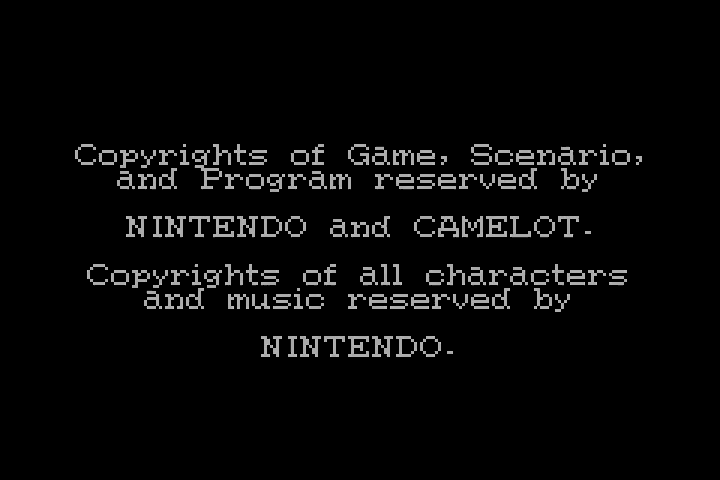 Copyrights of Game, Scenario,
and Program reserved by
NINTENDO and CAMELOT.
Copyrights of all characters
and music reserved by
NINTENDO.